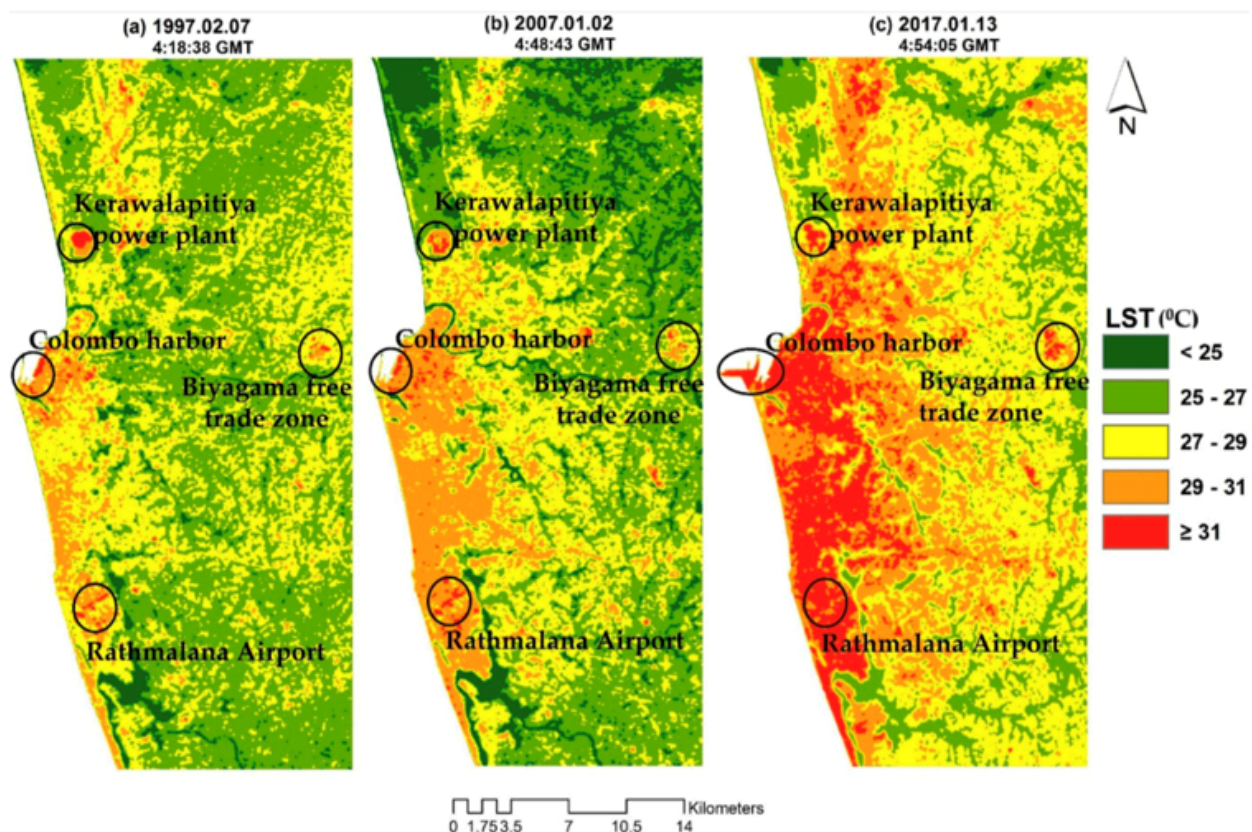 (a) 1997.02.07
4:18:38 GMT
(b) 2007.01.02
4:48:43 GMT
(c) 2017.01.13
4:54:05 GMT
Kerawalapitiya
power plant
Colombo harbor
Biyagama free
trade zone
Rathmalana Airport
Kerawalapitiya
power plant
Colombo harbor
Biyagama free
trade zone
Rathmalana Airport
Kerawalapitiya
power plant
Colombo harbor
Biyagama free
trade zone
Rathmalana Airport
N
LST (⁰C)
< 25
25 - 27
27 - 29
29 - 31
≥ 31
Kilometers
0 1.75 3.5 7 10.5 14